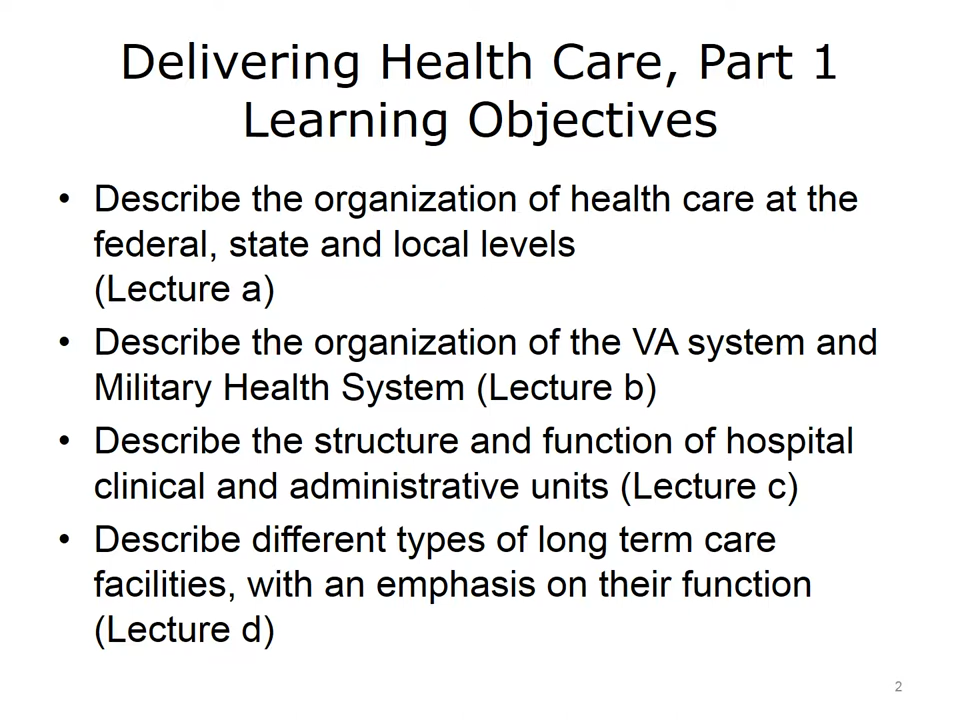 Delivering Health Care, Part 1
Learning Objectives
• Describe the organization of health care at the
federal, state and local levels
(Lecture a)
• Describe the organization of the VA system and
Military Health System (Lecture b)
• Describe the structure and function of hospital
clinical and administrative units (Lecture c)
• Describe different types of long term care
facilities, with an emphasis on their function
(Lecture d)
2